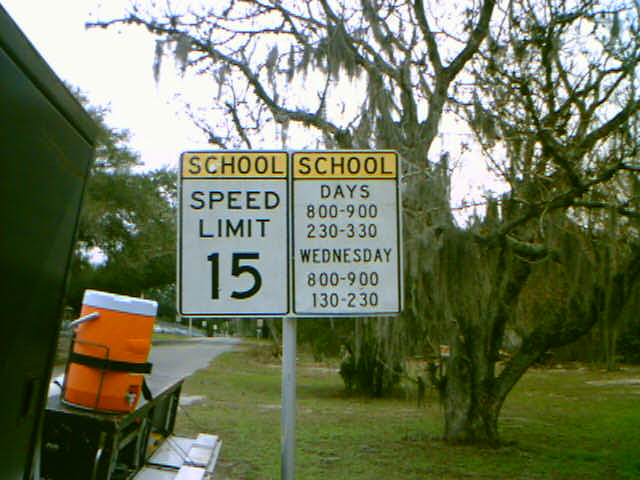 SCHOOL
SPEED
LIMIT
15
SCHOOL
DAYS
800-900
230-330
WEDNESDAY
800-900
130-230